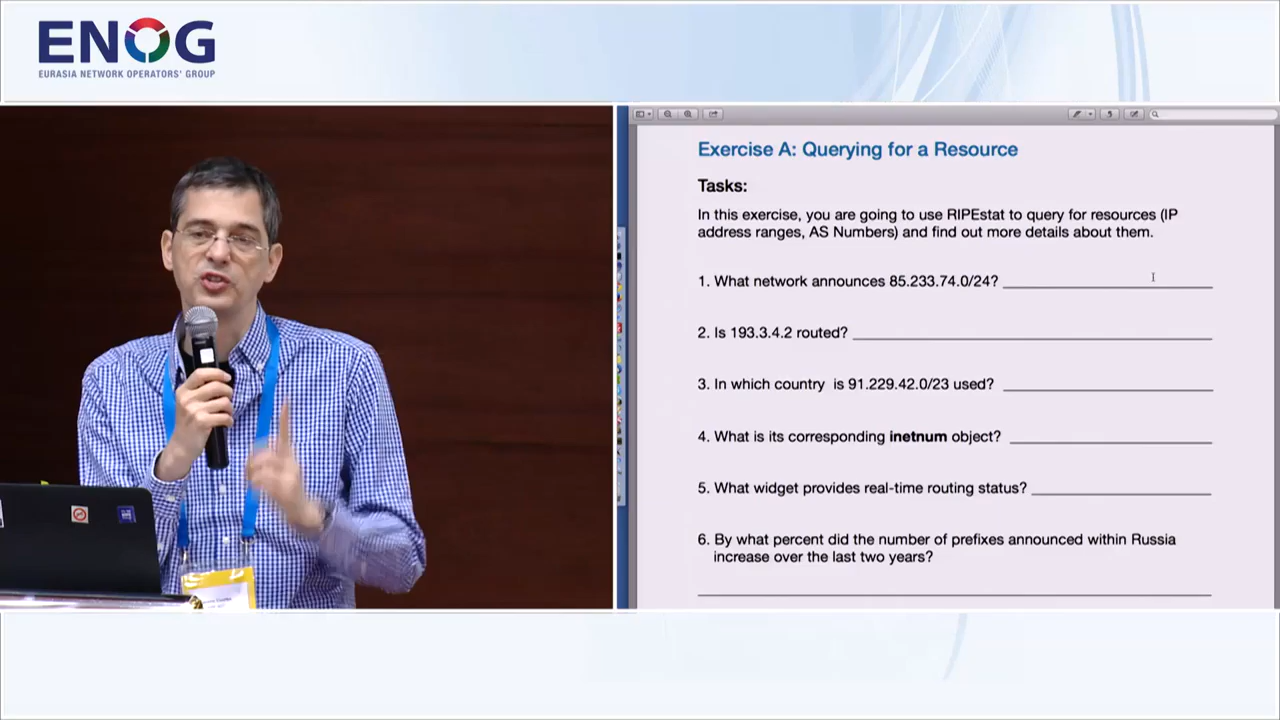 ENOG
EURASIA NETWORK OPERATORS' GROUP
Exercise A: Querying for a Resource
Tasks:
In this exercise, you are going to use RIPEstat to query for resources (IP
address ranges, AS Numbers) and find out more details about them.
1. What network announces 85.233.74.0/24?
2. Is 193.3.4.2 routed?
3. In which country is 91.229.42.0/23 used?
4. What is its corresponding inetnum object?
5. What widget provides real-time routing status?
6. By what percent did the number of prefixes announced within Russia
increase over the last two years?